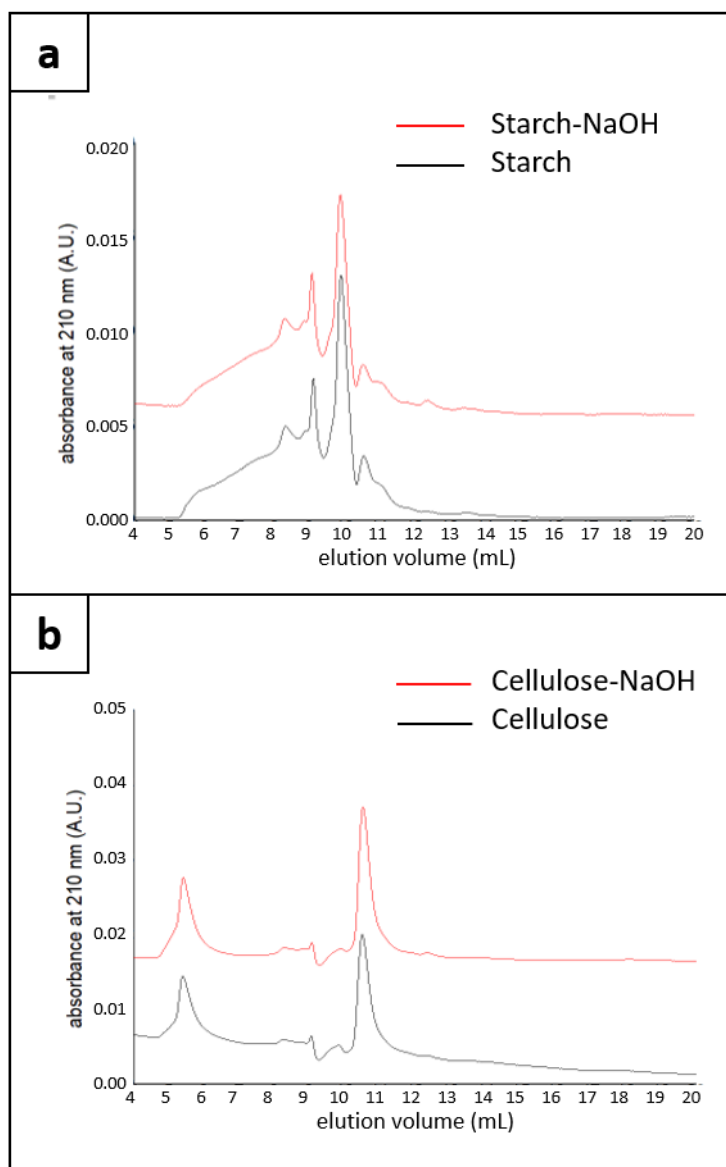 a
Starch-NaOH
Starch
absorbance at 210 nm (A.U.)
0.020
0.015
0.010
0.005
0.000
4 5 6 7 8 9 10 11 12 13 14 15 16 17 18 19 20
elution volume (mL)
b
Cellulose-NaOH
Cellulose
absorbance at 210 nm (A.U.)
0.05
0.04
0.03
0.02
0.01
0.00
4 5 6 7 8 9 10 11 12 13 14 15 16 17 18 19 20
elution volume (mL)